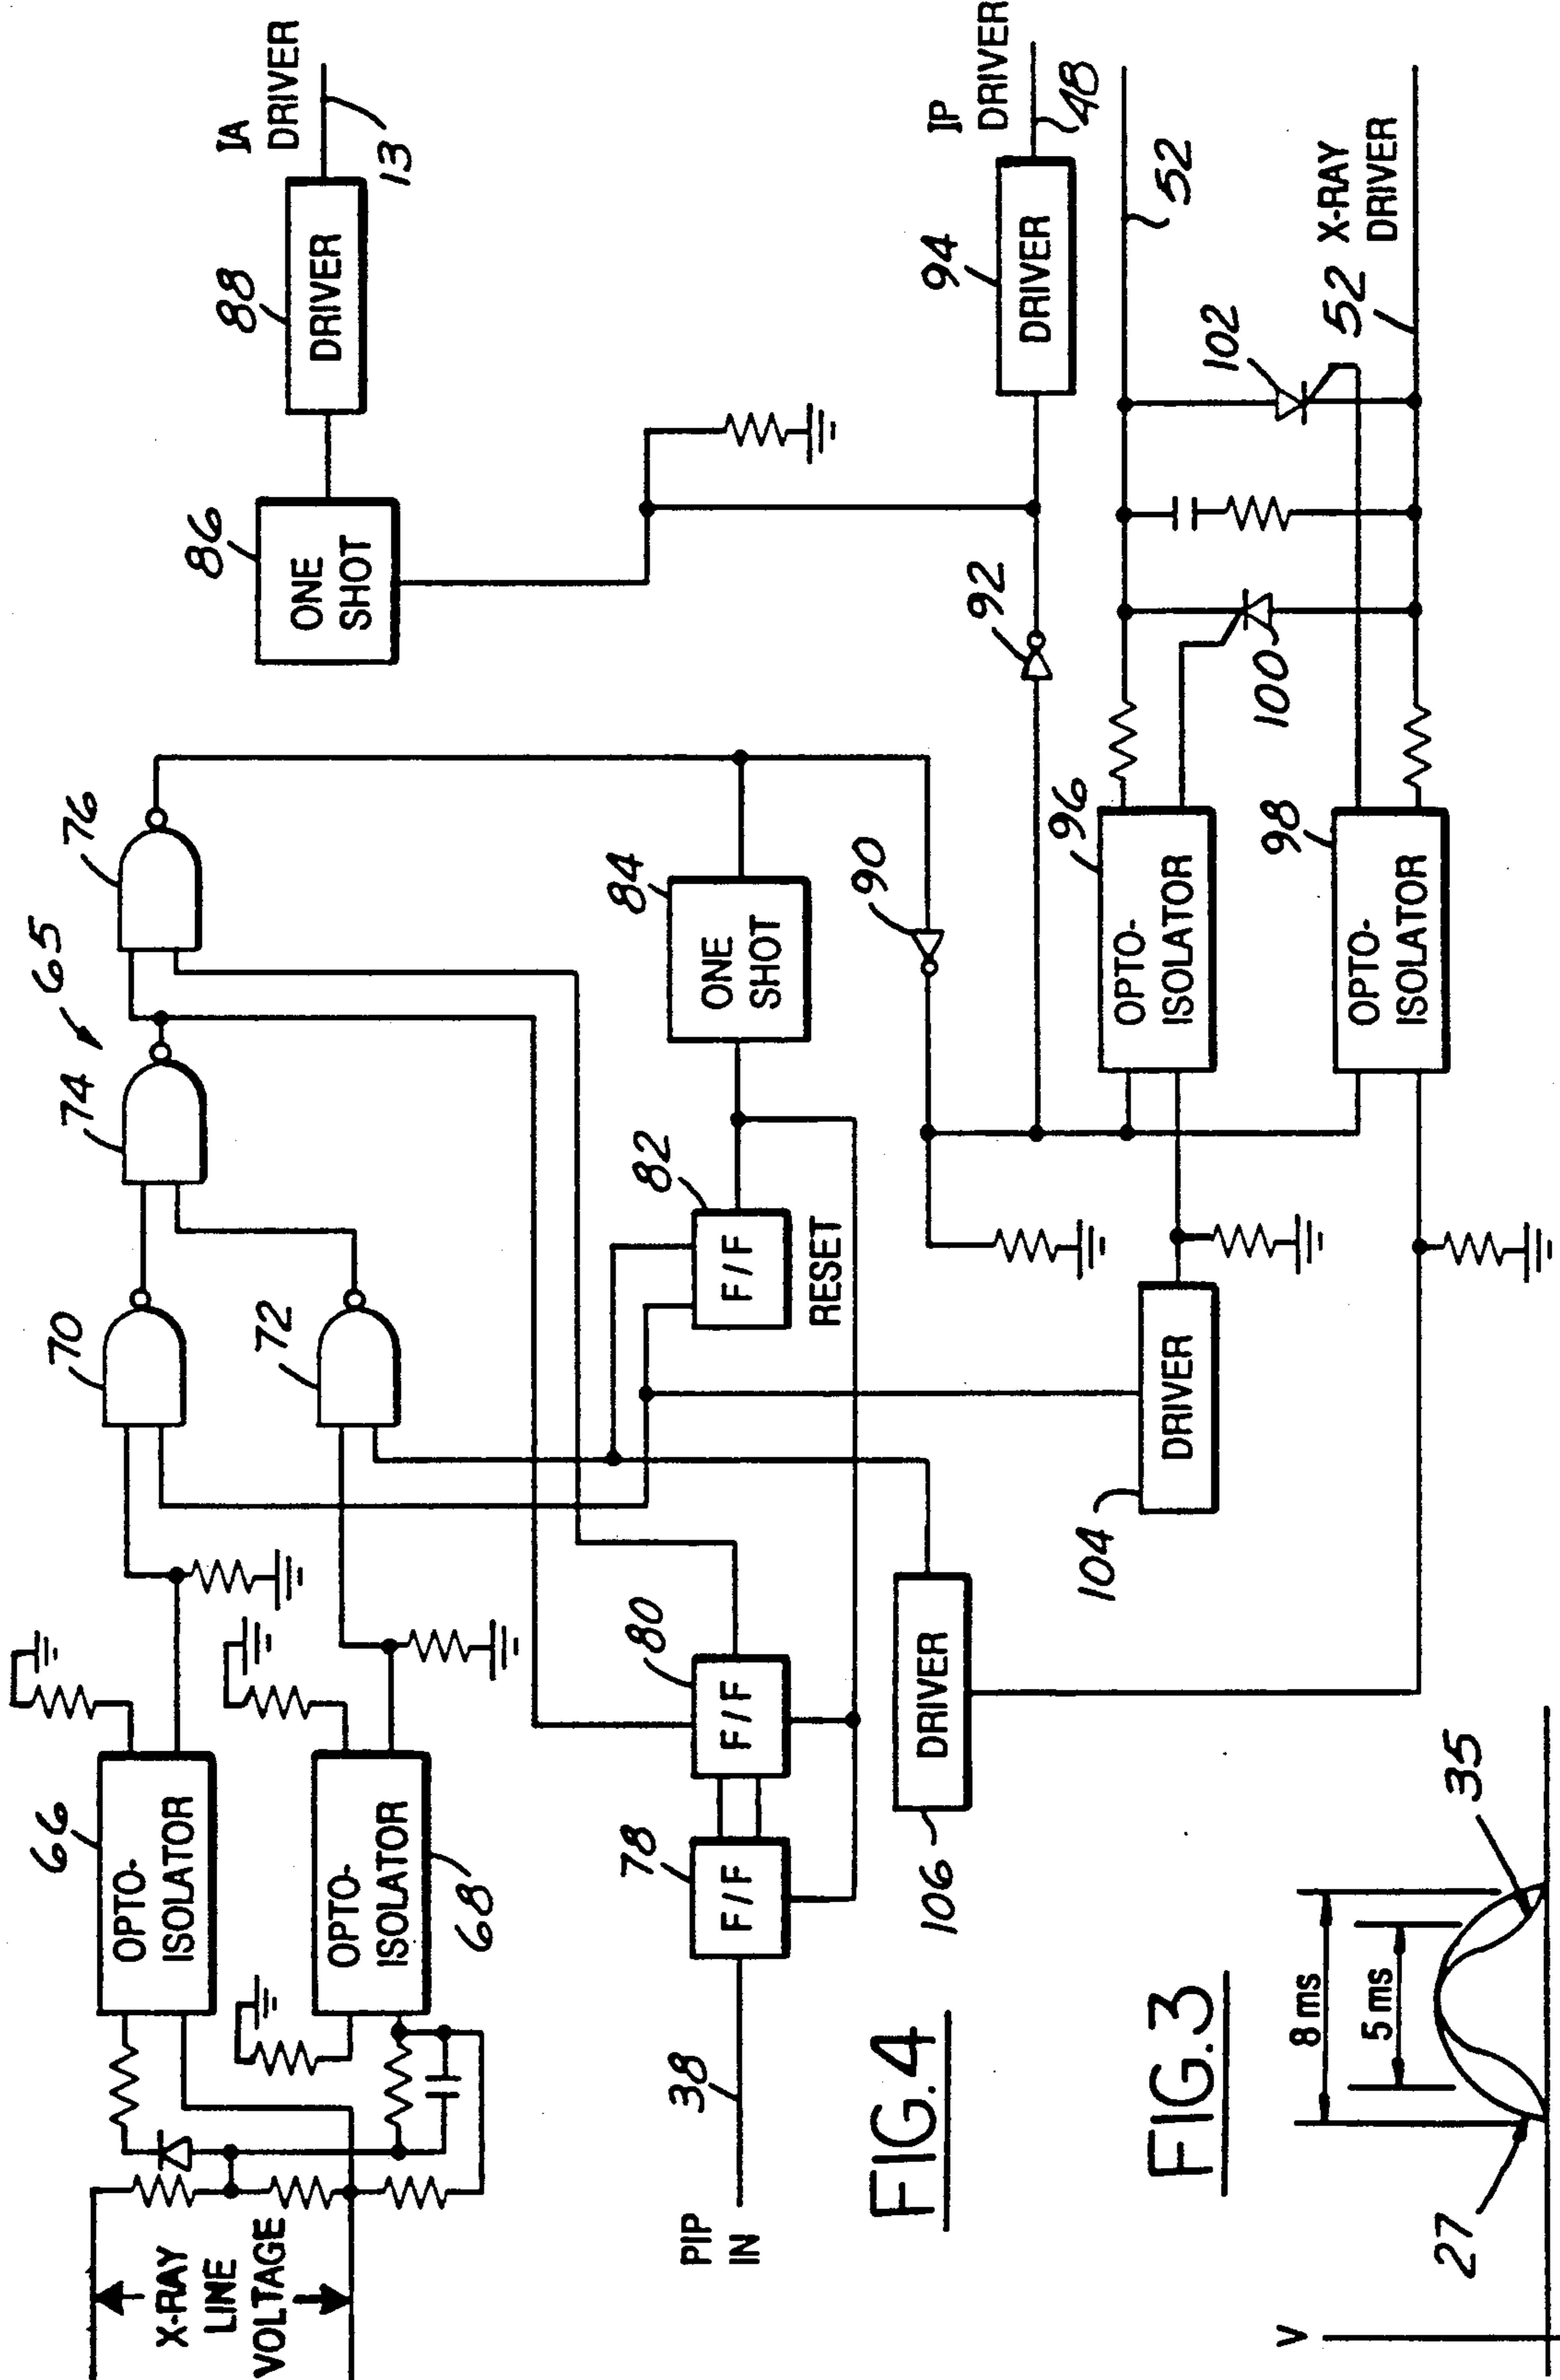 X-RAY
LINE
VOLTAGE
66
OPTO-
ISOLATOR
OPTO-
ISOLATOR
68
70
72
74
65
76
PIP
IN
38
78
F/F
80
F/F
82
F/F
RESET
84
ONE
SHOT
86
ONE
SHOT
88
DRIVER
IA
DRIVER
13
90
92
94
DRIVER
IP
DRIVER
48
96
OPTO-
ISOLATOR
98
OPTO-
ISOLATOR
100
102
52
52
X-RAY
DRIVER
104
DRIVER
106
DRIVER
FIG.4
FIG.3
V
8 ms
5 ms
27
35